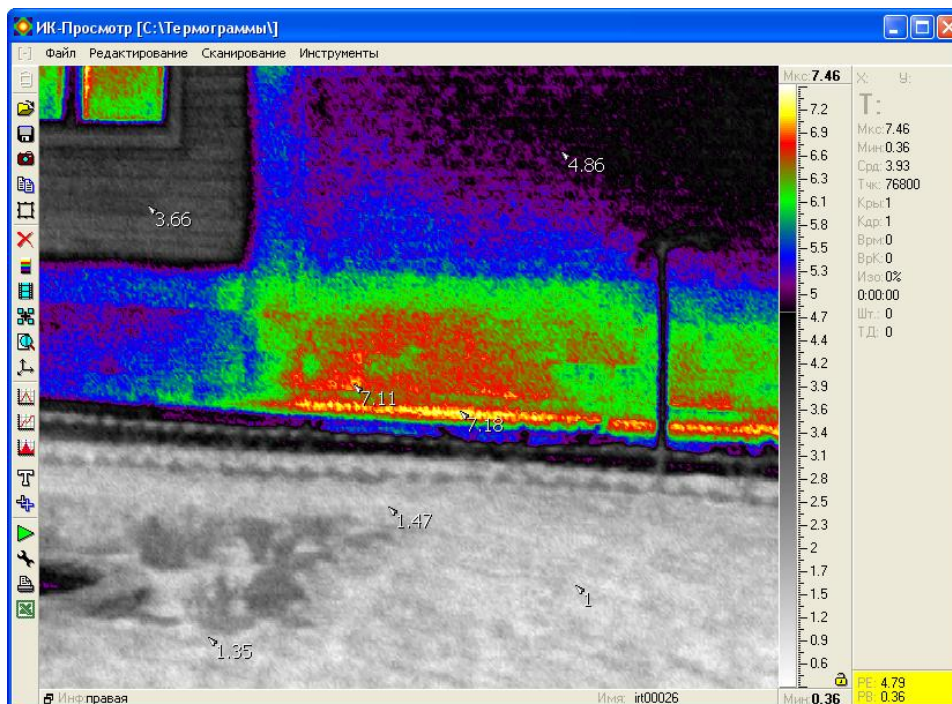 ИК-Просмотр [C:\Термограммы\]
[-] Файл Редактирование Сканирование Инструменты
Мкс: 7.46
7.2
6.9
6.6
6.3
6.1
5.8
5.5
5.3
5
4.7
4.4
4.2
3.9
3.6
3.4
3.1
2.8
2.5
2.3
2
1.7
1.5
1.2
0.9
0.6
Мин: 0.36
4.86
3.66
7.11
7.18
1.47
1
1.35
X: У:
Т:
Мкс: 7.46
Мин: 0.36
Срд: 3.93
Тчк: 76800
Кры: 1
Кдр: 1
Врм: 0
ВрК: 0
Изо: 0%
0:00:00
Шт.: 0
ТД: 0
PE: 4.79
PB: 0.36
Инф: правая Имя: irt00026